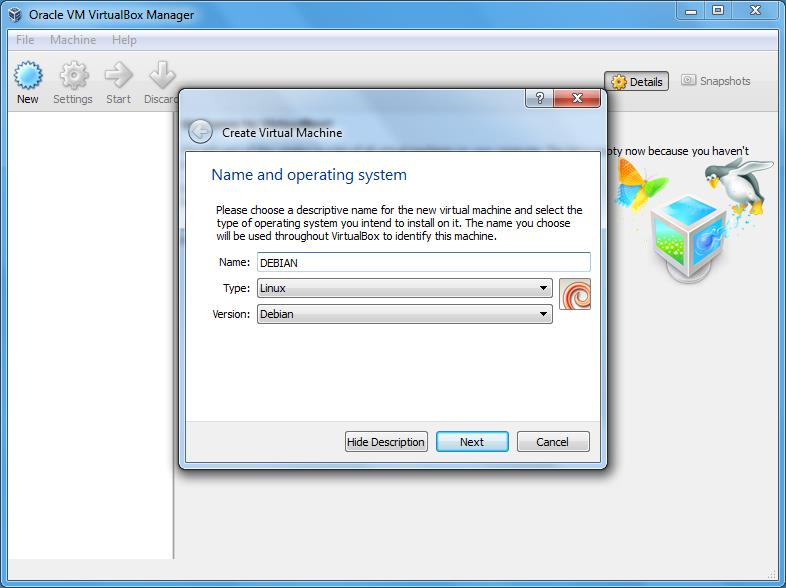 Oracle VM VirtualBox Manager
File Machine Help
New Settings Start Discard
Details Snapshots
pty now because you haven't
? X
Create Virtual Machine
Name and operating system
Please choose a descriptive name for the new virtual machine and select the
type of operating system you intend to install on it. The name you choose
will be used throughout VirtualBox to identify this machine.
Name: DEBIAN
Type: Linux
Version: Debian
Hide Description Next Cancel